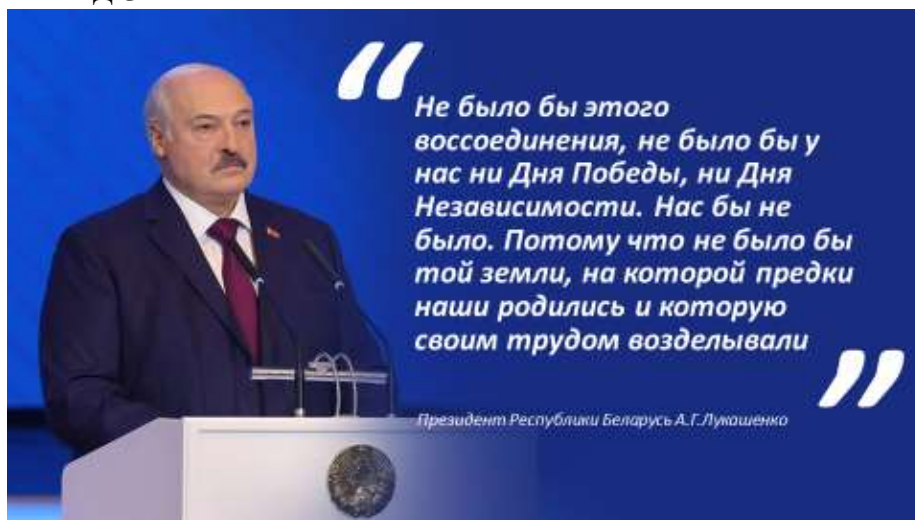 “
Не было бы этого
воссоединения, не было бы у
нас ни Дня Победы, ни Дня
Независимости. Нас бы не
было. Потому что не было бы
той земли, на которой предки
наши родились и которую
своим трудом возделывали
”
Президент Республики Беларусь А.Г.Лукашенко